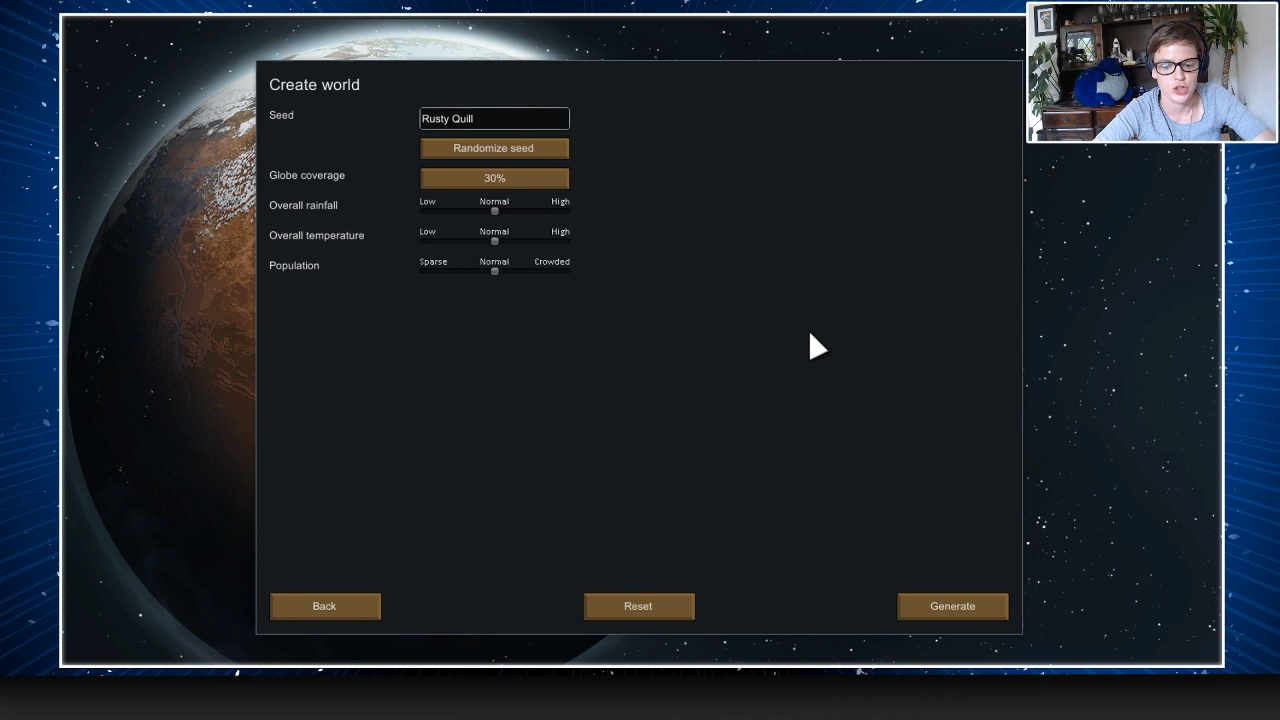 Create world
Seed
Rusty Quill
Randomize seed
Globe coverage
30%
Overall rainfall
Low Normal High
Overall temperature
Low Normal High
Population
Sparse Normal Crowded
Back
Reset
Generate